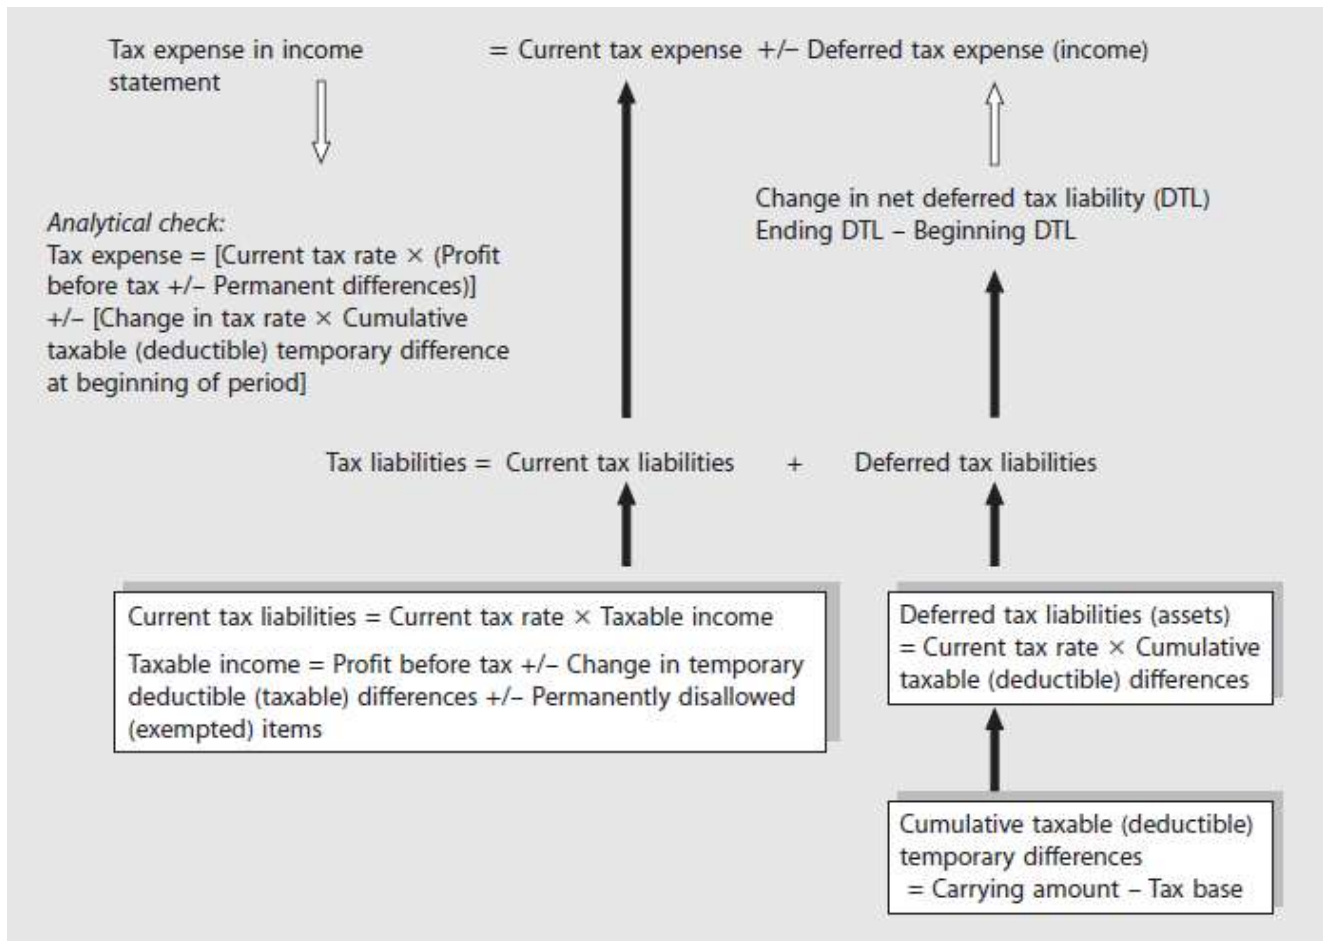 Tax expense in income statement = Current tax expense +/− Deferred tax expense (income)
Change in net deferred tax liability (DTL)
Ending DTL – Beginning DTL
Analytical check:
Tax expense = [Current tax rate × (Profit
before tax +/– Permanent differences)]
+/– [Change in tax rate × Cumulative
taxable (deductible) temporary difference
at beginning of period]
Tax liabilities = Current tax liabilities + Deferred tax liabilities
Current tax liabilities = Current tax rate × Taxable income
Taxable income = Profit before tax +/– Change in temporary
deductible (taxable) differences +/– Permanently disallowed
(exempted) items
Deferred tax liabilities (assets)
= Current tax rate × Cumulative
taxable (deductible) differences
Cumulative taxable (deductible)
temporary differences
= Carrying amount – Tax base